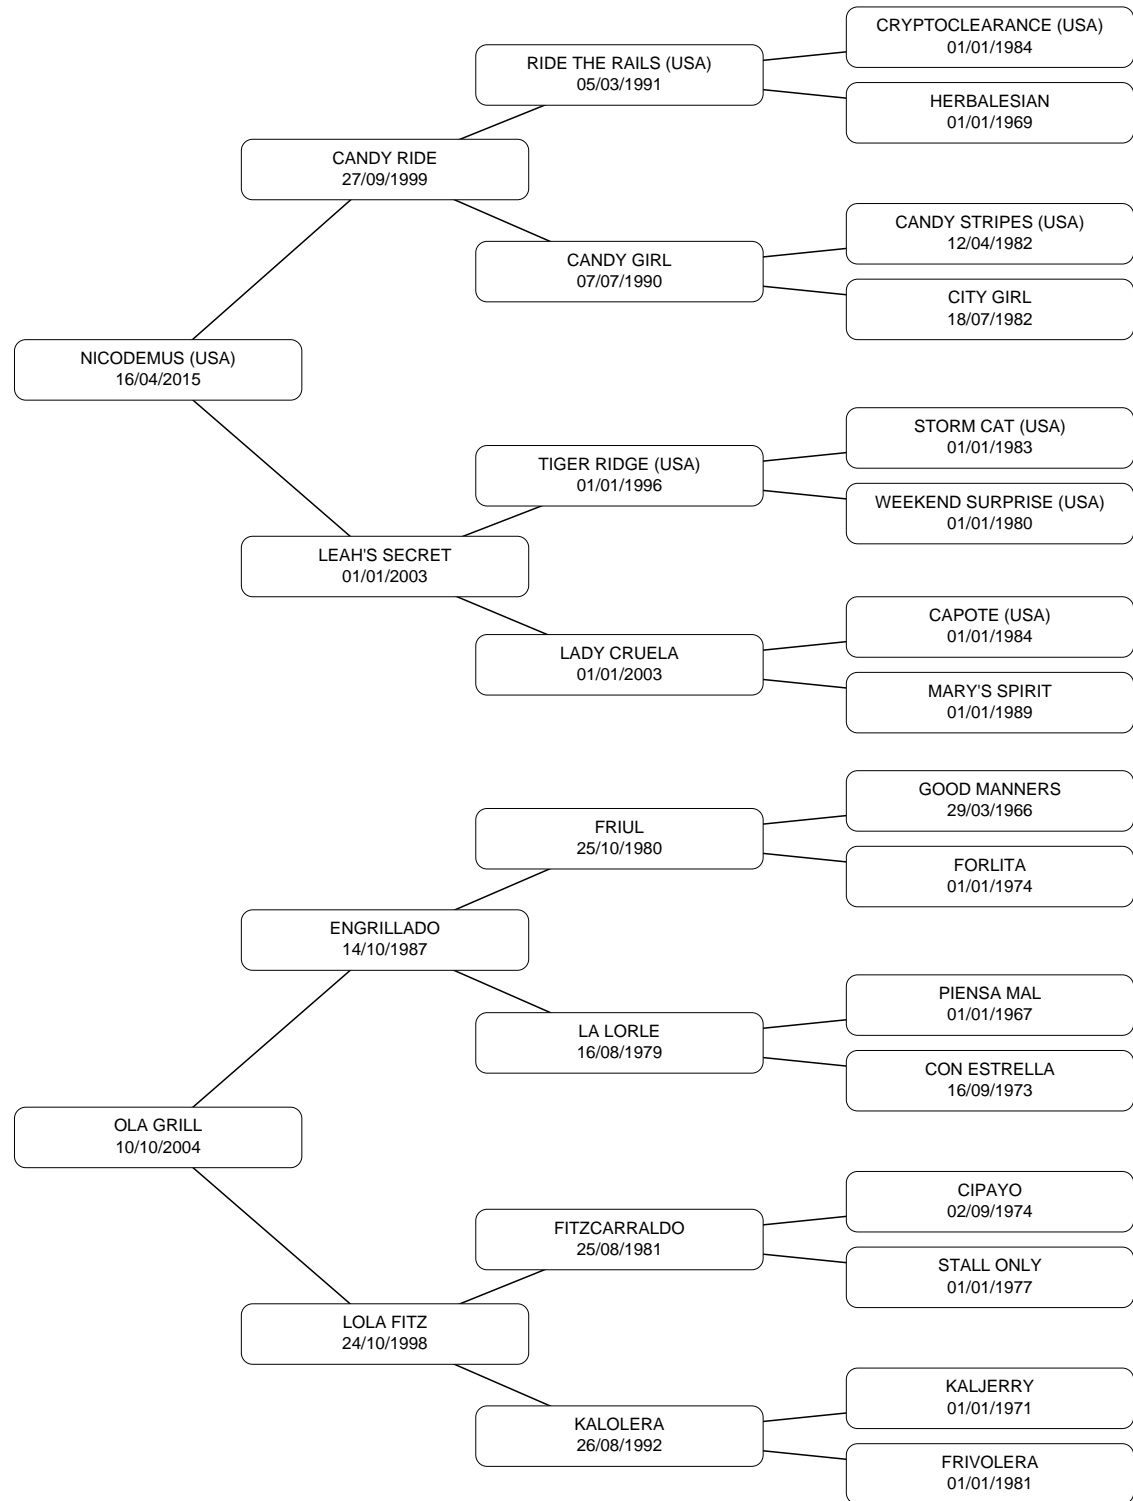 CRYPTOCLEARANCE (USA)
01/01/1984
RIDE THE RAILS (USA)
05/03/1991
HERBALESIAN
01/01/1969
CANDY RIDE
27/09/1999
CANDY STRIPES (USA)
12/04/1982
CANDY GIRL
07/07/1990
CITY GIRL
18/07/1982
NICODEMUS (USA)
16/04/2015
STORM CAT (USA)
01/01/1983
TIGER RIDGE (USA)
01/01/1996
WEEKEND SURPRISE (USA)
01/01/1980
LEAH'S SECRET
01/01/2003
CAPOTE (USA)
01/01/1984
LADY CRUELA
01/01/2003
MARY'S SPIRIT
01/01/1989
GOOD MANNERS
29/03/1966
FRIUL
25/10/1980
FORLITA
01/01/1974
ENGRILLADO
14/10/1987
PIENSA MAL
01/01/1967
LA LORLE
16/08/1979
CON ESTRELLA
16/09/1973
OLA GRILL
10/10/2004
CIPAYO
02/09/1974
FITZCARRALDO
25/08/1981
STALL ONLY
01/01/1977
LOLA FITZ
24/10/1998
KALJERRY
01/01/1971
KALOLERA
26/08/1992
FRIVOLERA
01/01/1981